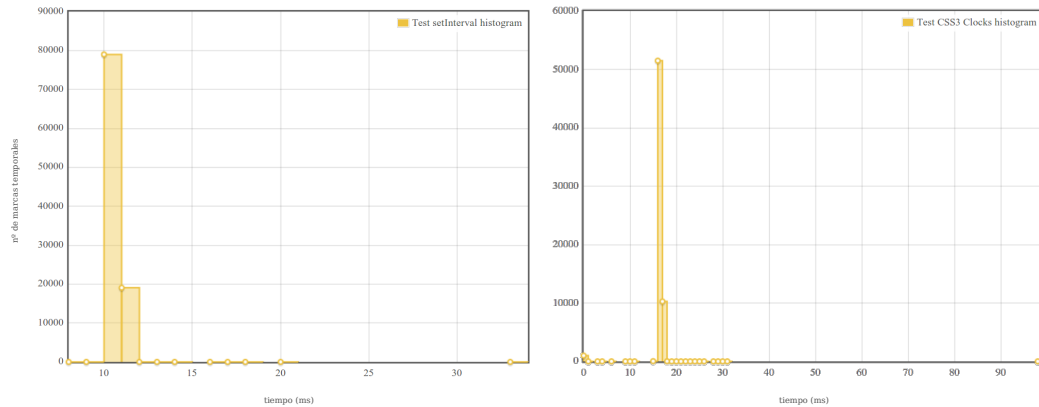 Test setInterval histogram
nº de marcas temporales
90000
80000
70000
60000
50000
40000
30000
20000
10000
0
10 15 20 25 30
tiempo (ms)
Test CSS3 Clocks histogram
60000
50000
40000
30000
20000
10000
0
0 10 20 30 40 50 60 70 80 90
tiempo (ms)